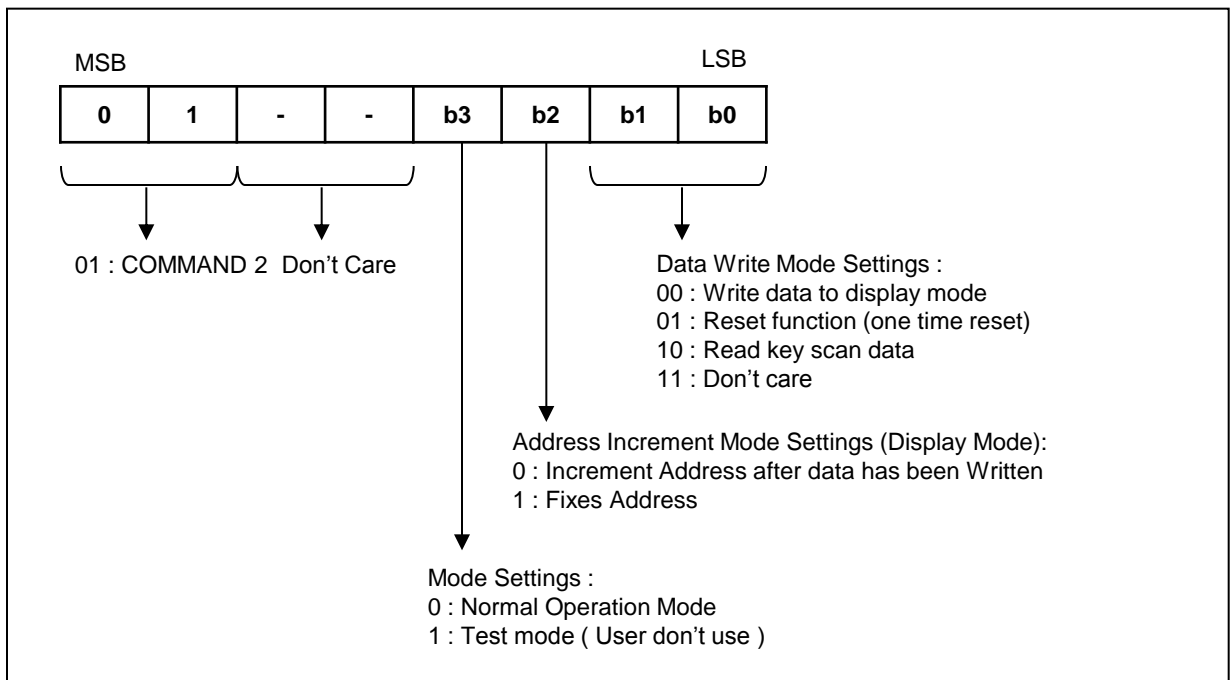 MSB LSB
0 1 - - b3 b2 b1 b0
01 : COMMAND 2 Don't Care
Data Write Mode Settings :
00 : Write data to display mode
01 : Reset function (one time reset)
10 : Read key scan data
11 : Don't care
Address Increment Mode Settings (Display Mode):
0 : Increment Address after data has been Written
1 : Fixes Address
Mode Settings :
0 : Normal Operation Mode
1 : Test mode ( User don't use )